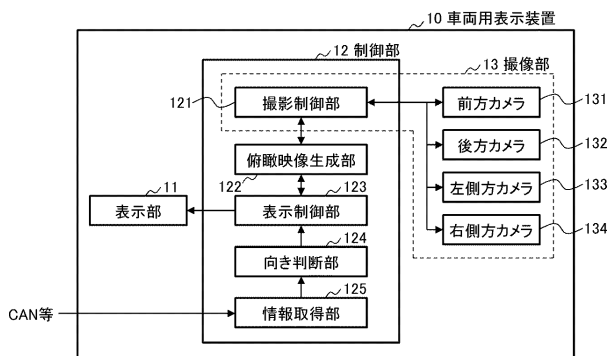 10 車両用表示装置
12 制御部
13 撮像部
121
撮影制御部
前方カメラ
131
俯瞰映像生成部
122
後方カメラ
132
11
表示部
123
表示制御部
左側方カメラ
133
124
向き判断部
右側方カメラ
134
125
情報取得部
CAN等